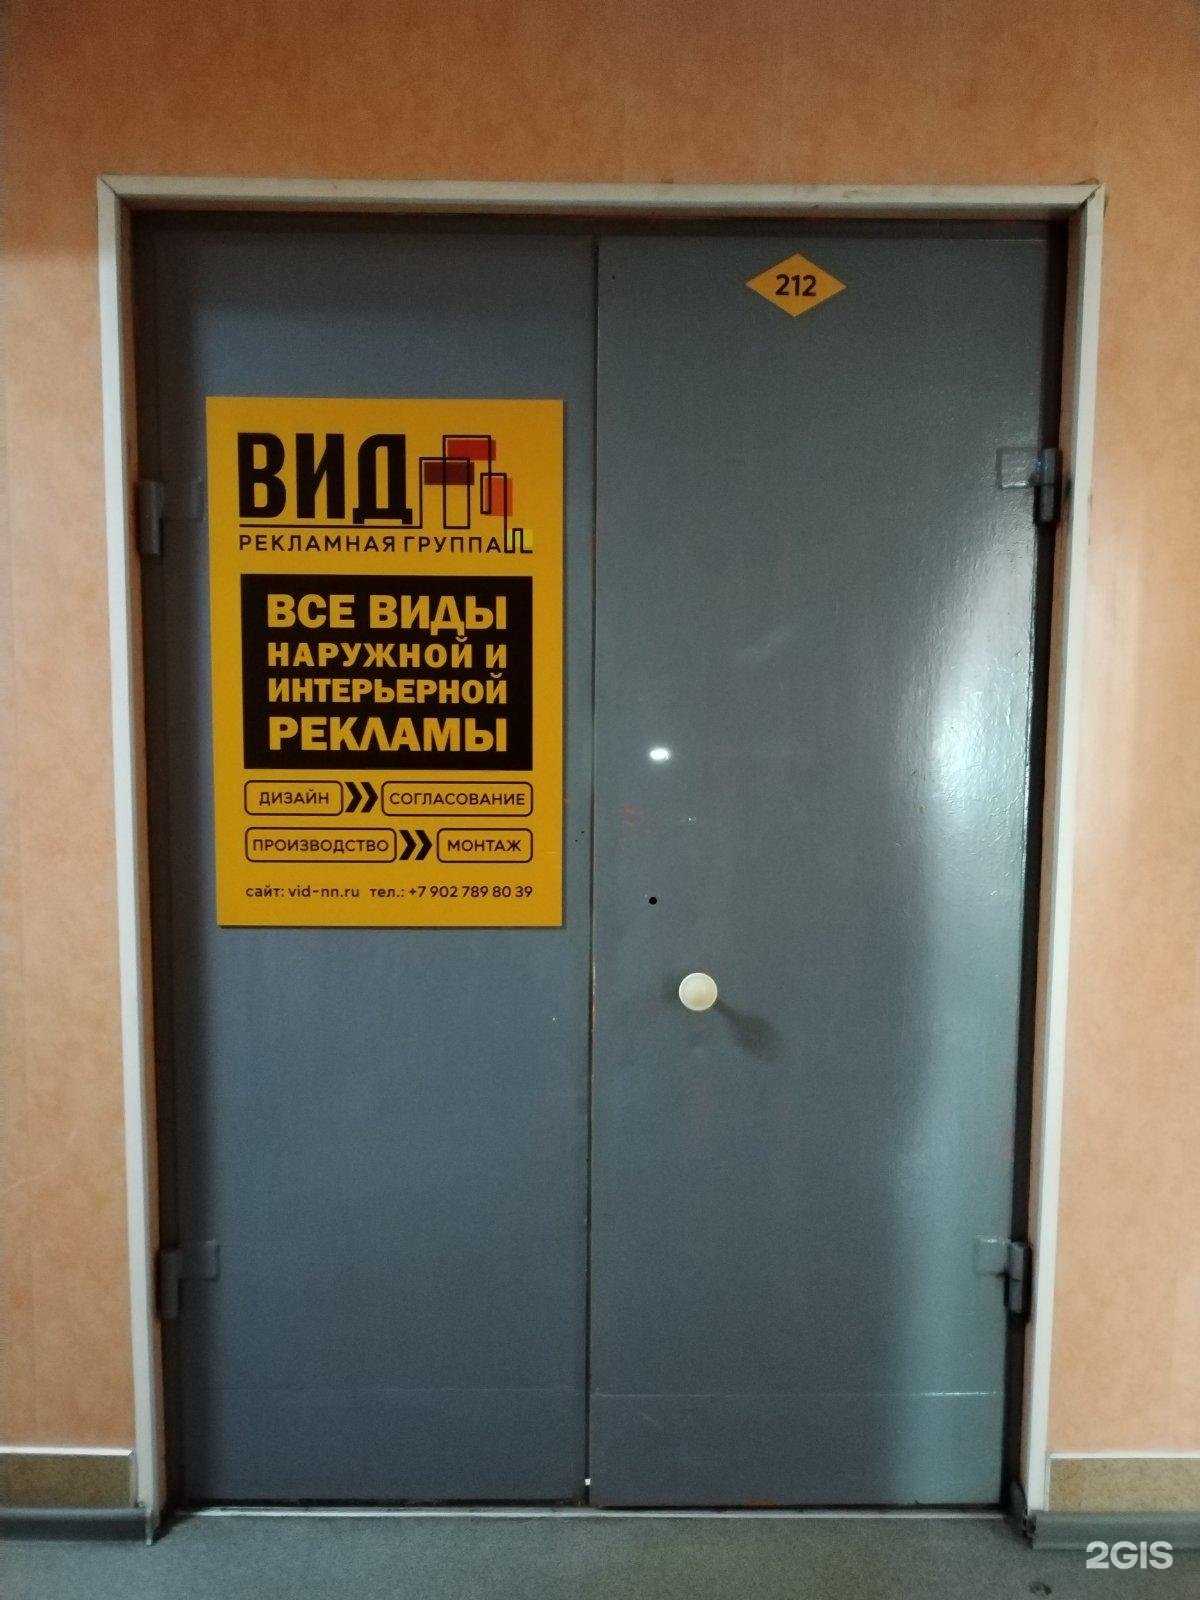 212
ВИД
РЕКЛАМНАЯ ГРУППА
ВСЕ ВИДЫ
НАРУЖНОЙ И
ИНТЕРЬЕРНОЙ
РЕКЛАМЫ
ДИЗАЙН СОГЛАСОВАНИЕ
ПРОИЗВОДСТВО МОНТАЖ
сайт: vid-nn.ru тел.: +7 902 789 80 39
2GIS